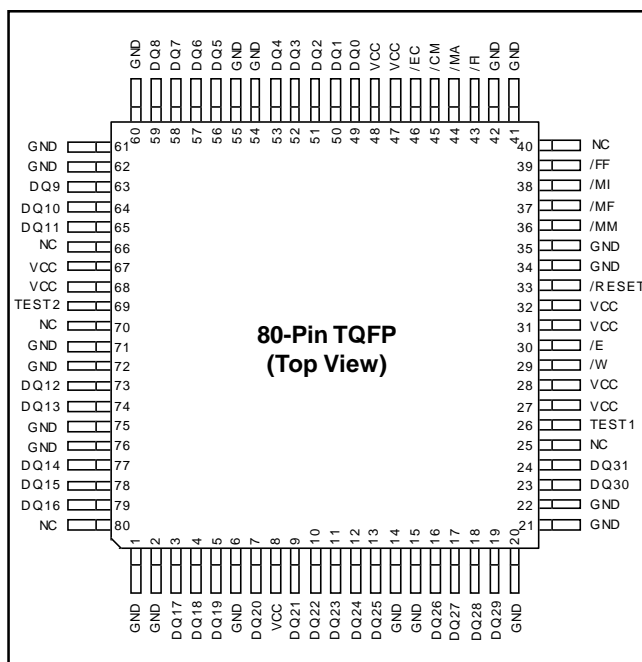 GND DQ8 DQ7 DQ6 DQ5 GND GND DQ4 DQ3 DQ2 DQ1 DQ0 VCC VCC /EC /CM /MA /FI GND GND
60 59 58 57 56 55 54 53 52 51 50 49 48 47 46 45 44 43 42 41
GND 61
GND 62
DQ9 63
DQ10 64
DQ11 65
NC 66
VCC 67
VCC 68
TEST2 69
NC 70
GND 71
GND 72
DQ12 73
DQ13 74
GND 75
GND 76
DQ14 77
DQ15 78
DQ16 79
NC 80
80-Pin TQFP
(Top View)
40 NC
39 /FF
38 /MI
37 /MF
36 /MM
35 GND
34 GND
33 /RESET
32 VCC
31 VCC
30 /E
29 /W
28 VCC
27 VCC
26 TEST1
25 NC
24 DQ31
23 DQ30
22 GND
21 GND
1 2 3 4 5 6 7 8 9 10 11 12 13 14 15 16 17 18 19 20
GND GND DQ17 DQ18 DQ19 GND DQ20 VCC DQ21 DQ22 DQ23 DQ24 DQ25 GND GND DQ26 DQ27 DQ28 DQ29 GND